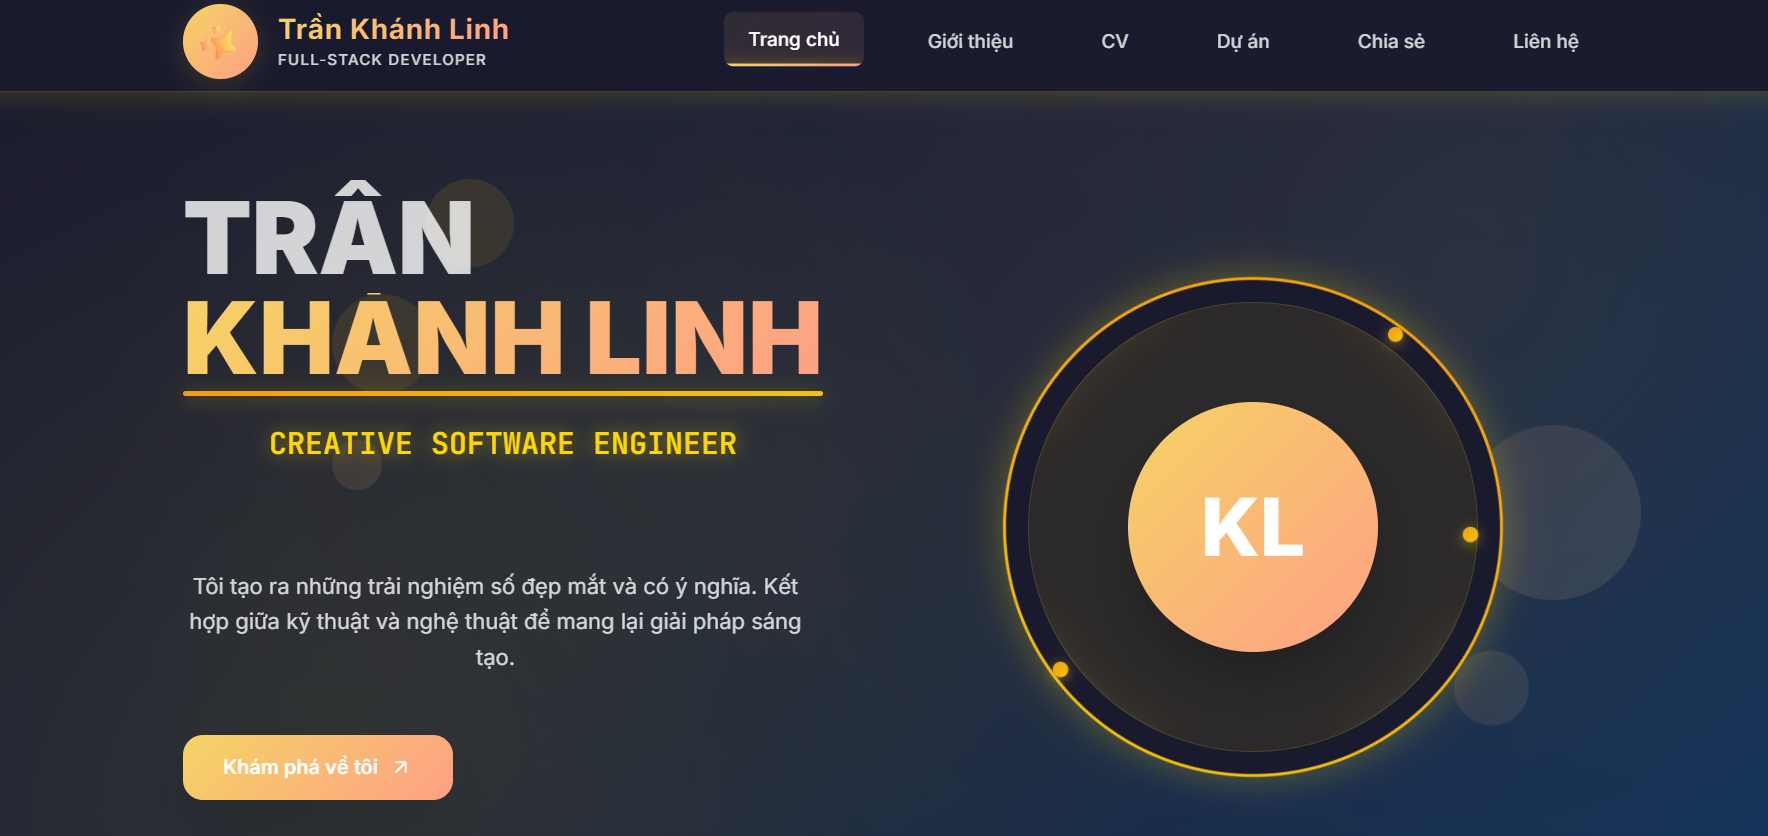 Trần Khánh Linh
FULL-STACK DEVELOPER
Trang chủ
Giới thiệu
CV
Dự án
Chia sẻ
Liên hệ
TRÂN
KHÁNH LINH
CREATIVE SOFTWARE ENGINEER
Tôi tạo ra những trải nghiệm số đẹp mắt và có ý nghĩa. Kết
hợp giữa kỹ thuật và nghệ thuật để mang lại giải pháp sáng
tạo.
Khám phá về tôi
KL